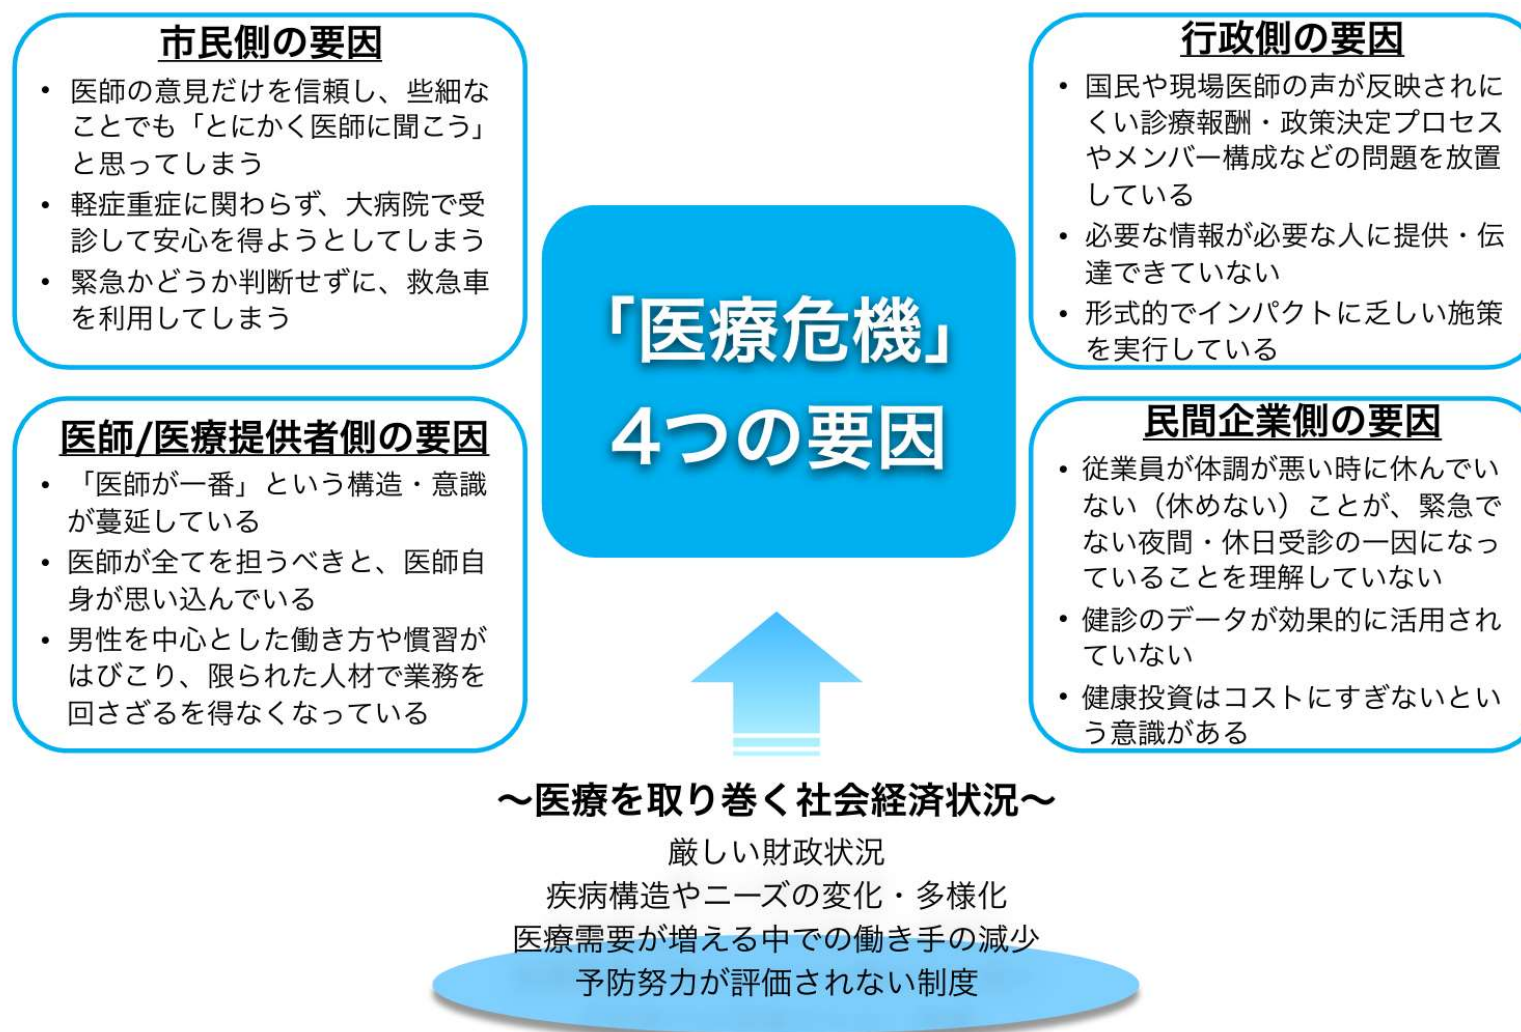 市民側の要因
• 医師の意見だけを信頼し、些細な
ことでも「とにかく医師に聞こう」
と思ってしまう
• 軽症重症に関わらず、大病院で受
診して安心を得ようとしてしまう
• 緊急かどうか判断せずに、救急車
を利用してしまう
行政側の要因
• 国民や現場医師の声が反映されに
くい診療報酬・政策決定プロセス
やメンバー構成などの問題を放置
している
• 必要な情報が必要な人に提供・伝
達できていない
• 形式的でインパクトに乏しい施策
を実行している
「医療危機」
4つの要因
医師/医療提供者側の要因
• 「医師が一番」という構造・意識
が蔓延している
• 医師が全てを担うべきと、医師自
身が思い込んでいる
• 男性を中心とした働き方や慣習が
はびこり、限られた人材で業務を
回さざるを得なくなっている
民間企業側の要因
• 従業員が体調が悪い時に休んでい
ない（休めない）ことが、緊急で
ない夜間・休日受診の一因になっ
ていることを理解していない
• 健診のデータが効果的に活用され
ていない
• 健康投資はコストにすぎないとい
う意識がある
～医療を取り巻く社会経済状況～
厳しい財政状況
疾病構造やニーズの変化・多様化
医療需要が増える中での働き手の減少
予防努力が評価されない制度